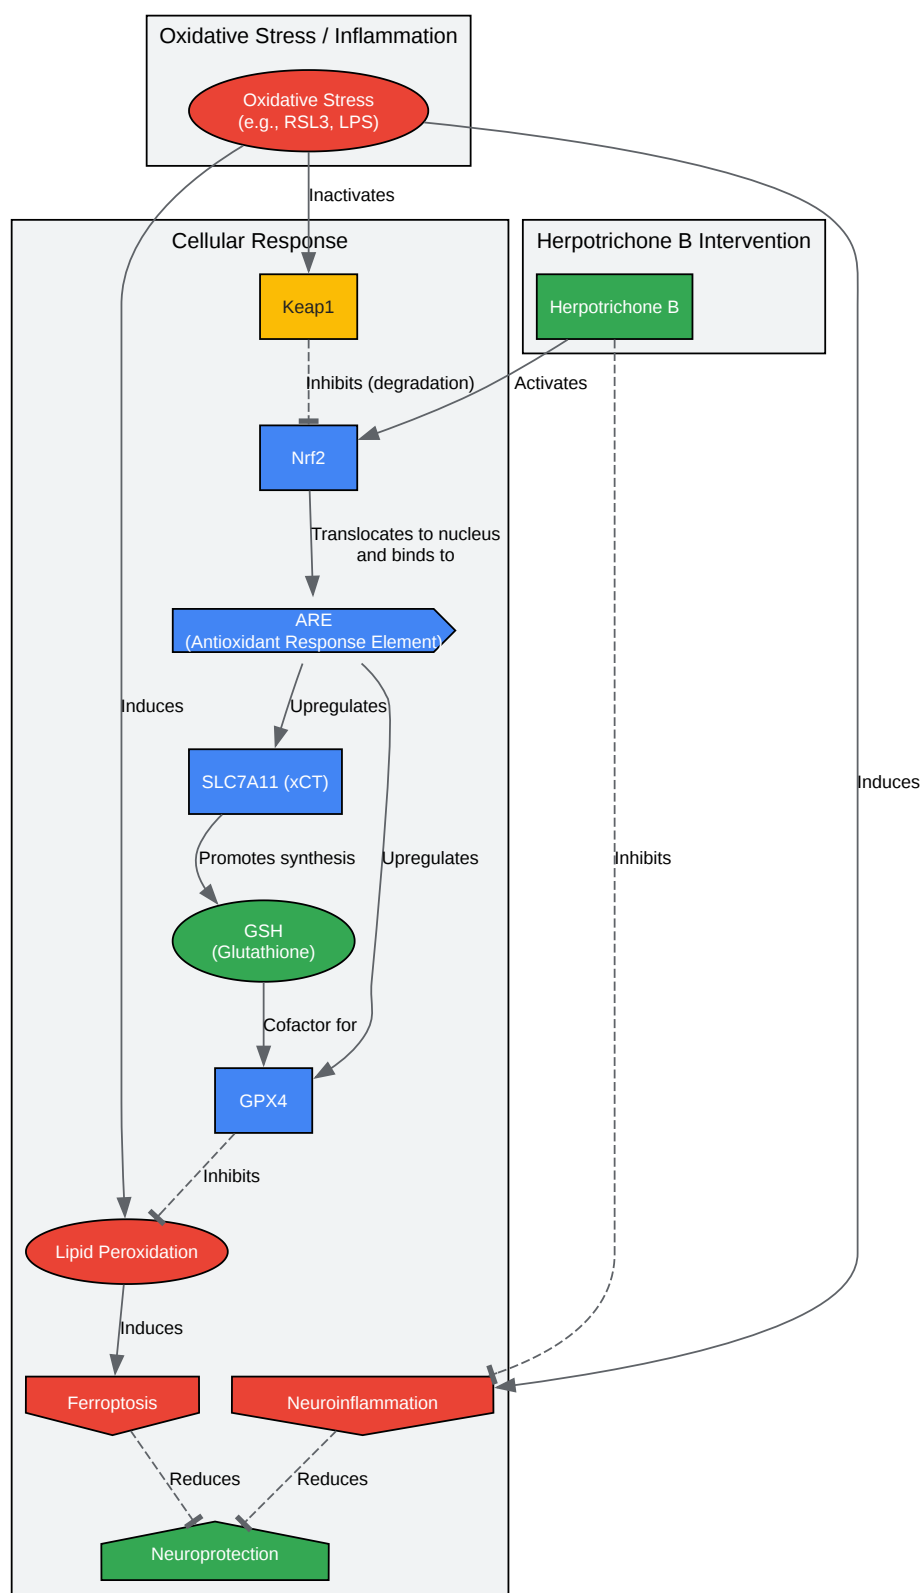 Oxidative Stress / Inflammation
Oxidative Stress
(e.g., RSL3, LPS)
Inactivates
Cellular Response
Herpotrichone B Intervention
Keap1
Herpotrichone B
Inhibits (degradation)
Activates
Nrf2
Translocates to nucleus
and binds to
ARE
(Antioxidant Response Element)
Induces
Upregulates
SLC7A11 (xCT)
Induces
Promotes synthesis
Upregulates
Inhibits
GSH
(Glutathione)
Cofactor for
GPX4
Inhibits
Lipid Peroxidation
Induces
Ferroptosis
Neuroinflammation
Reduces
Reduces
Neuroprotection